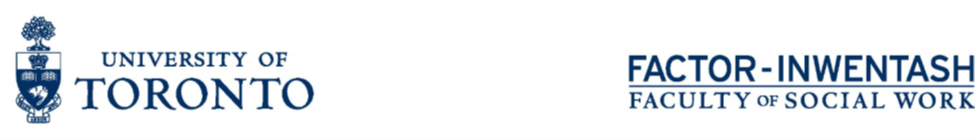 UNIVERSITY OF
TORONTO
FACTOR-INWENTASH
FACULTY OF SOCIAL WORK